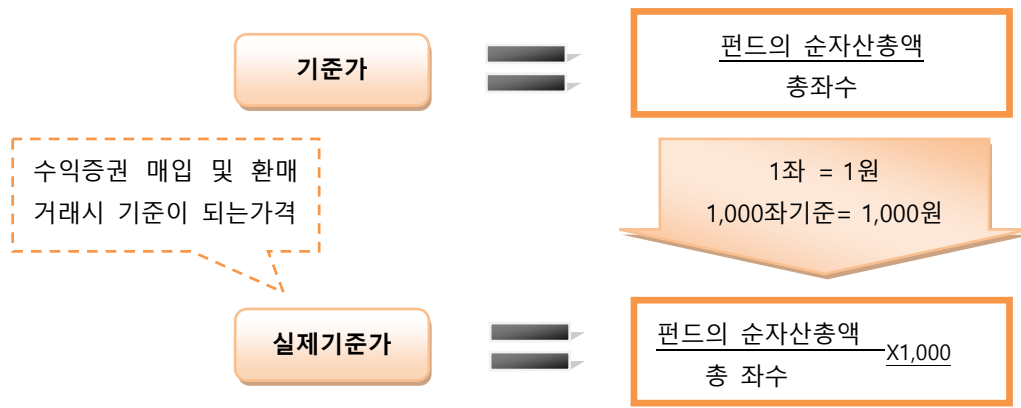 기준가
펀드의 순자산총액
총좌수
수익증권 매입 및 환매
거래시 기준이 되는가격
1좌 = 1원
1,000좌기준= 1,000원
실제기준가
펀드의 순자산총액
X1,000
총 좌수